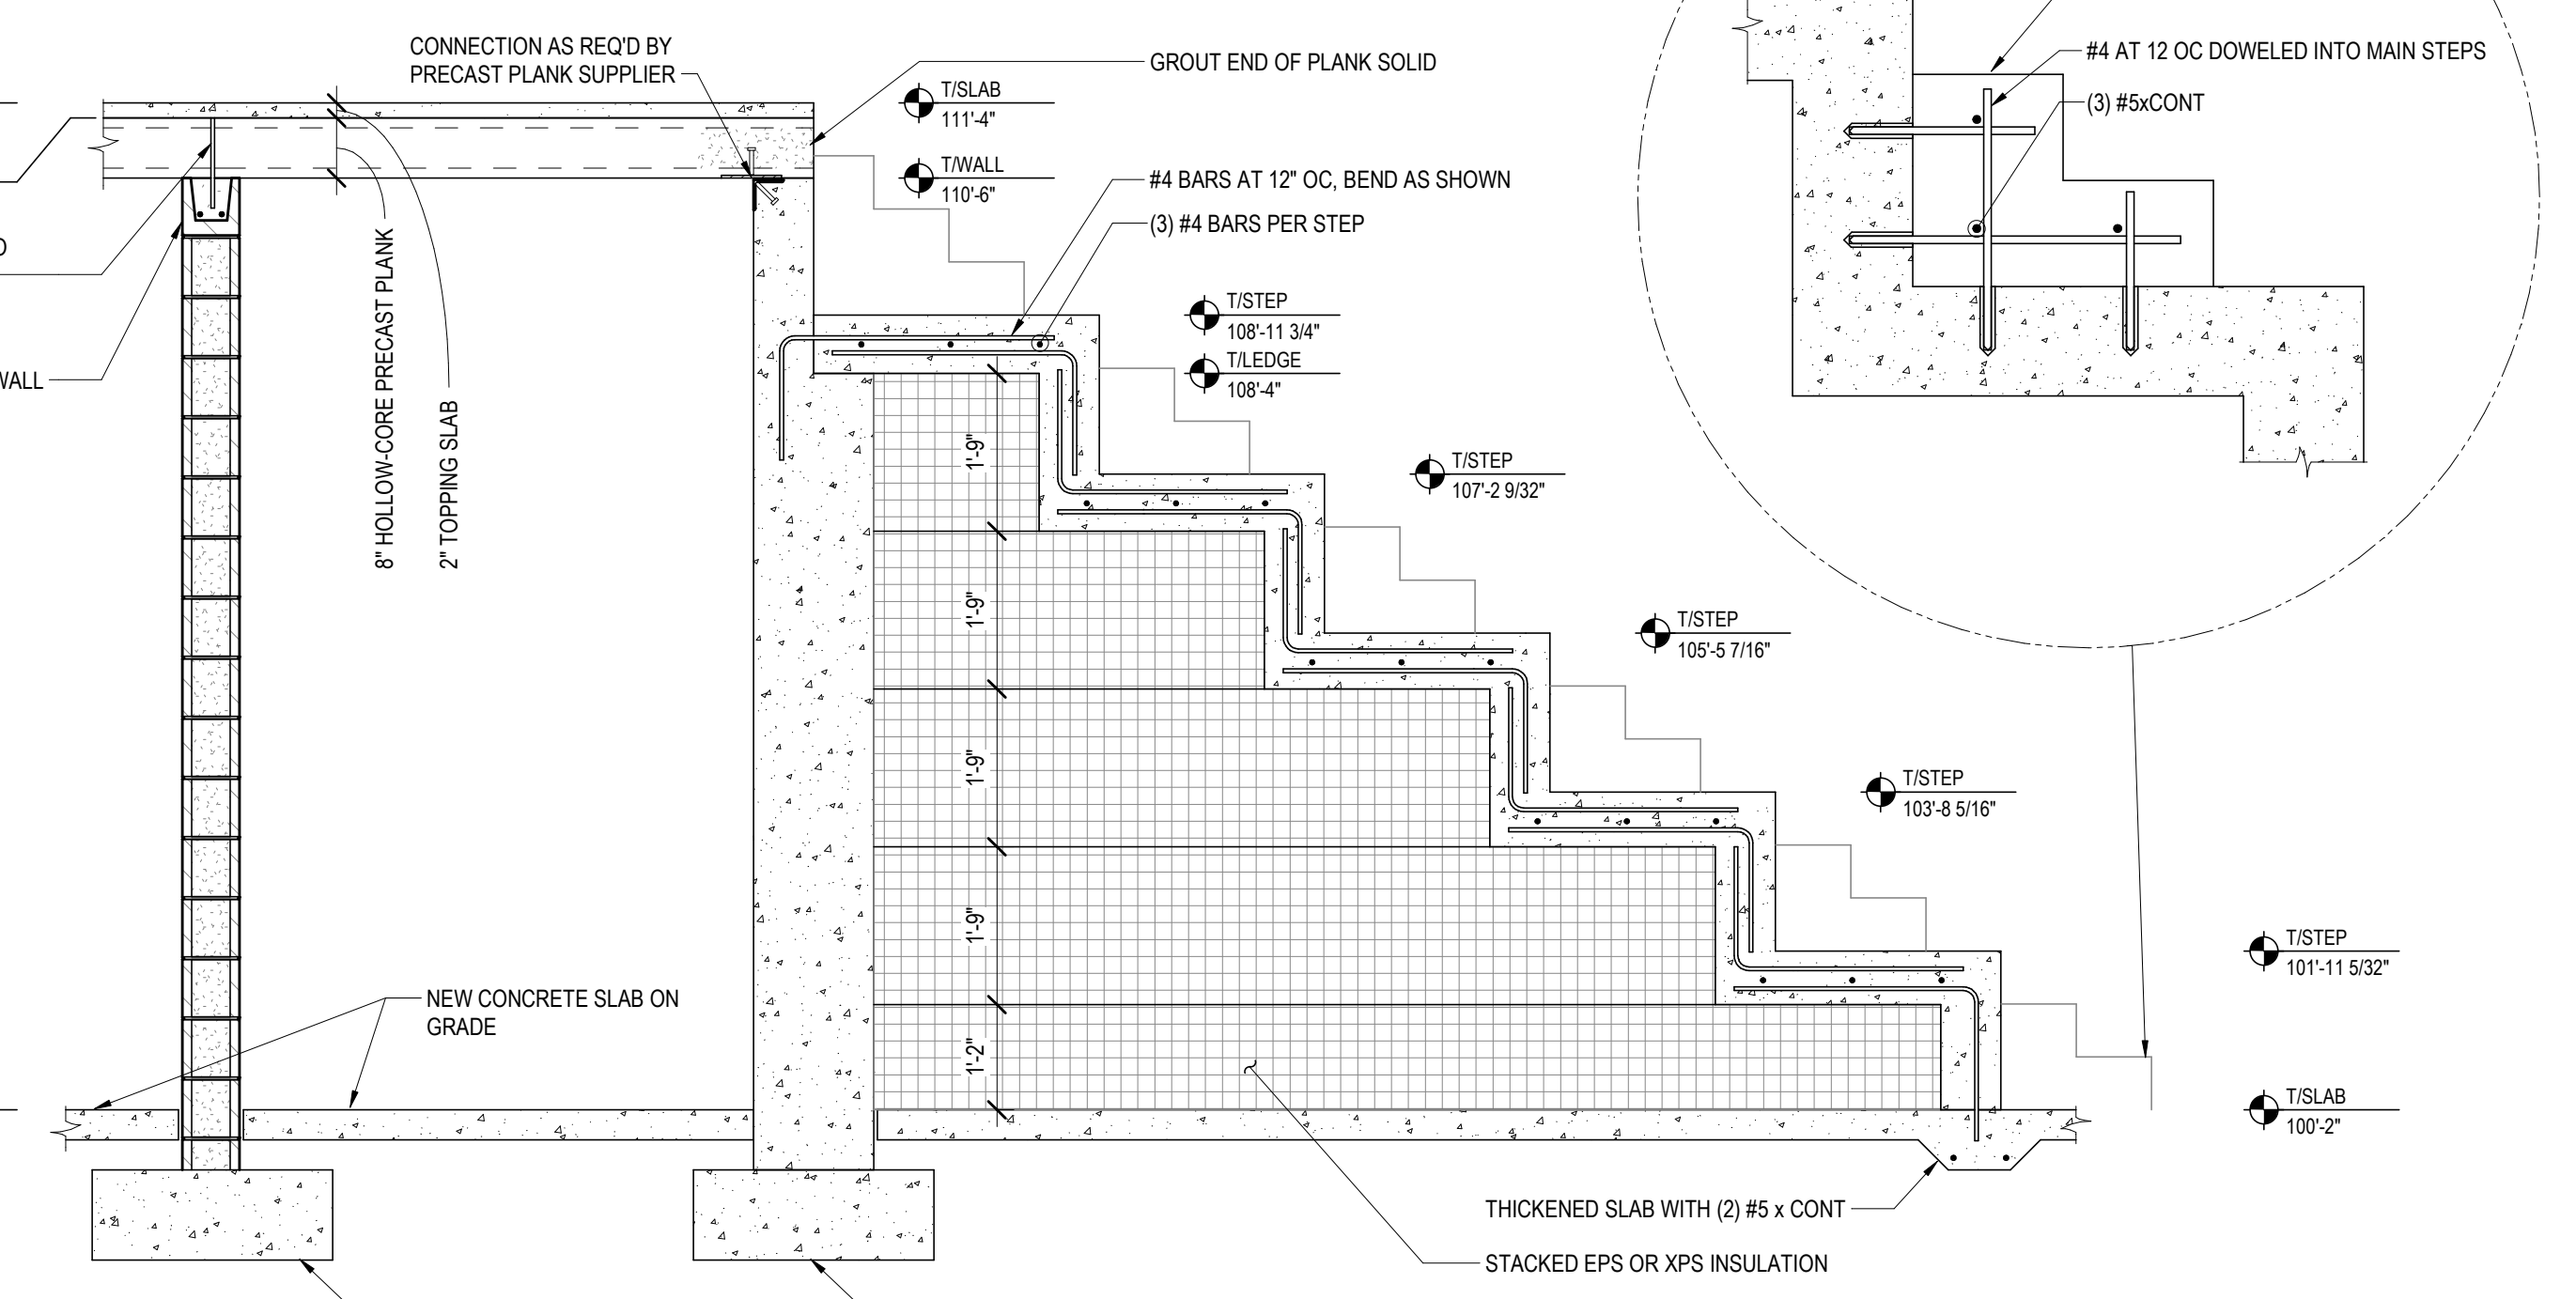 CONNECTION AS REQ'D BY
PRECAST PLANK SUPPLIER
GROUT END OF PLANK SOLID
T/SLAB
111'-4"
T/WALL
110'-6"
#4 BARS AT 12" OC, BEND AS SHOWN
(3) #4 BARS PER STEP
#4 AT 12 OC DOWELED INTO MAIN STEPS
(3) #5xCONT
D
WALL
8" HOLLOW-CORE PRECAST PLANK
2" TOPPING SLAB
T/STEP
108'-11 3/4"
T/LEDGE
108'-4"
T/STEP
107'-2 9/32"
T/STEP
105'-5 7/16"
T/STEP
103'-8 5/16"
T/STEP
101'-11 5/32"
T/SLAB
100'-2"
1'-9"
1'-9"
1'-9"
1'-9"
1'-2"
NEW CONCRETE SLAB ON
GRADE
THICKENED SLAB WITH (2) #5 x CONT
STACKED EPS OR XPS INSULATION